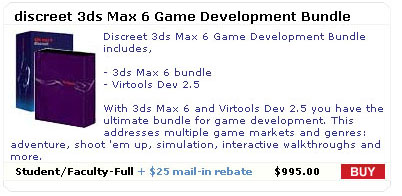 discreet 3ds Max 6 Game Development Bundle
Discreet 3ds Max 6 Game Development Bundle
includes,
- 3ds Max 6 bundle
- Virtools Dev 2.5
With 3ds Max 6 and Virtools Dev 2.5 you have the
ultimate bundle for game development. This
addresses multiple game markets and genres:
adventure, shoot 'em up, simulation, interactive walkthroughs and
more.
Student/Faculty-Full + $25 mail-in rebate $995.00 BUY